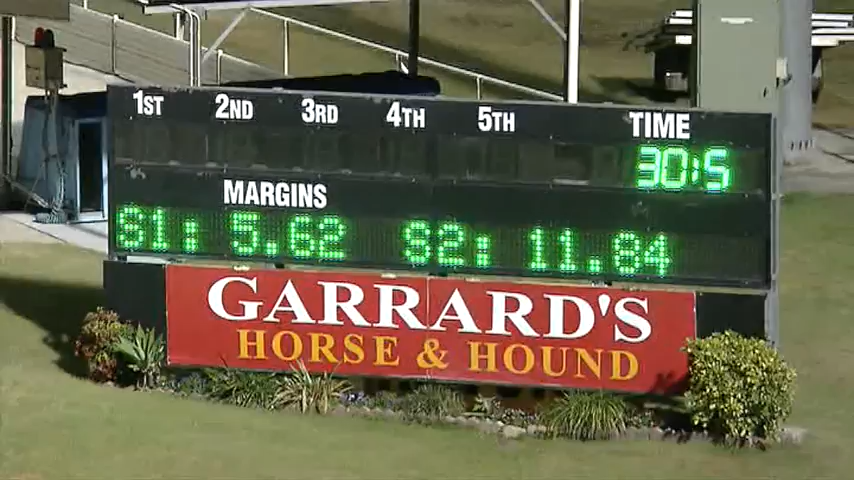 1ST 2ND 3RD 4TH 5TH TIME
30:5
MARGINS
S1: 5.62 S2: 11.84
GARRARD'S
HORSE & HOUND